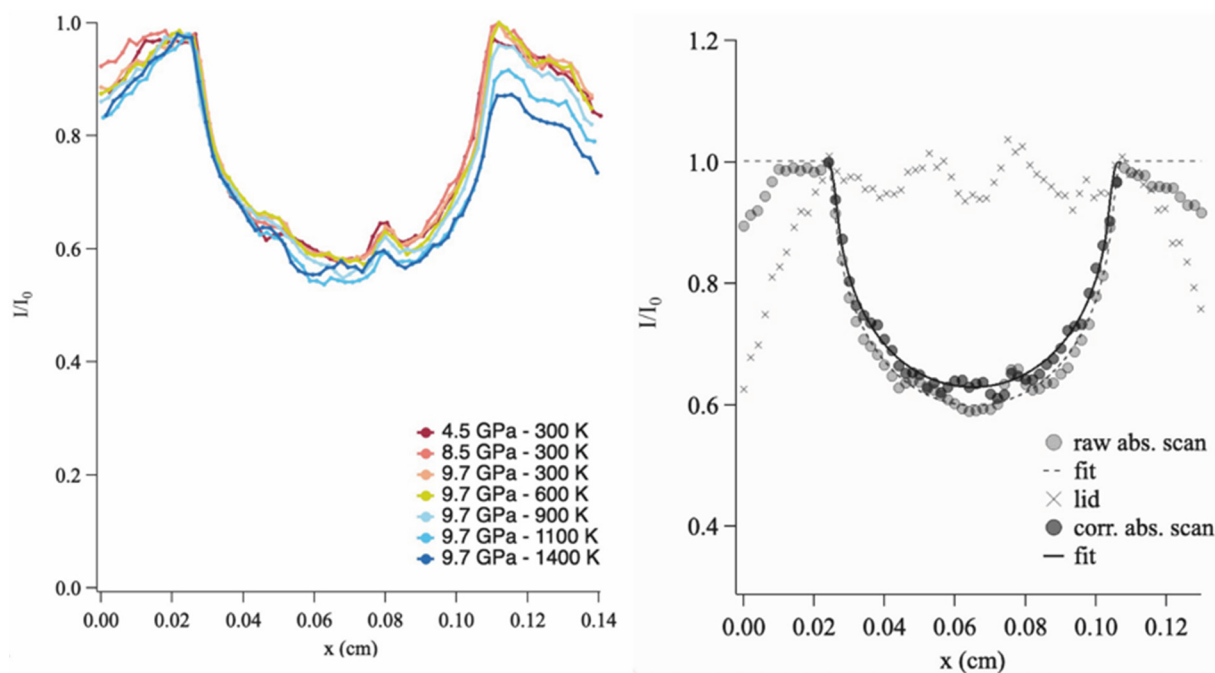 1.0
0.8
0.6
0.4
0.2
0.0
I/I0
0.00 0.02 0.04 0.06 0.08 0.10 0.12 0.14
x (cm)
4.5 GPa - 300 K
8.5 GPa - 300 K
9.7 GPa - 300 K
9.7 GPa - 600 K
9.7 GPa - 900 K
9.7 GPa - 1100 K
9.7 GPa - 1400 K
1.2
1.0
0.8
0.6
0.4
I/I0
0.00 0.02 0.04 0.06 0.08 0.10 0.12
x (cm)
raw abs. scan
fit
lid
corr. abs. scan
fit